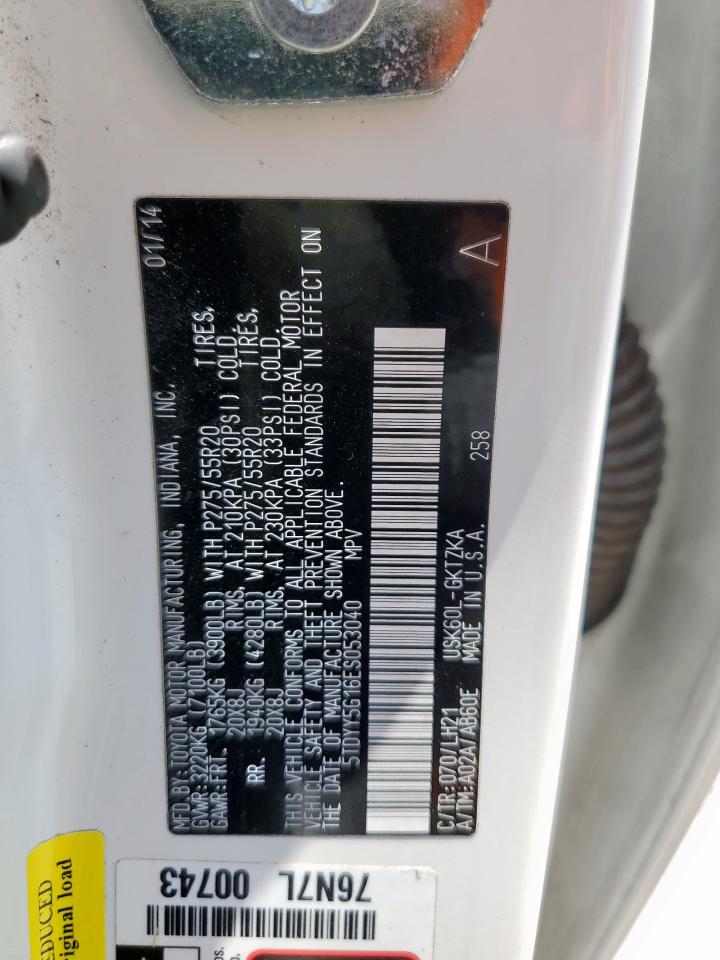 MFD. BY: TOYOTA MOTOR MANUFACTURING, INDIANA, INC. 01/14
GVWR: 3220KG (7100LB)
GAWR: FRT. 1765KG (3900LB) WITH P275/55R20 TIRES,
20X8J RIMS, AT 210KPA (30PSI) COLD.
RR. 1940KG (4280LB) WITH P275/55R20 TIRES,
20X8J RIMS, AT 230KPA (33PSI) COLD.
THIS VEHICLE CONFORMS TO ALL APPLICABLE FEDERAL MOTOR
VEHICLE SAFETY AND THEFT PREVENTION STANDARDS IN EFFECT ON
THE DATE OF MANUFACTURE SHOWN ABOVE.
5TDYY5G16ES053040 MPV
C/TR: 070/LH21 USK60L-GKTZKA 258
A/TM: A02A/AB60E MADE IN U.S.A.
A
EDUCED
riginal load
76N7L
00743